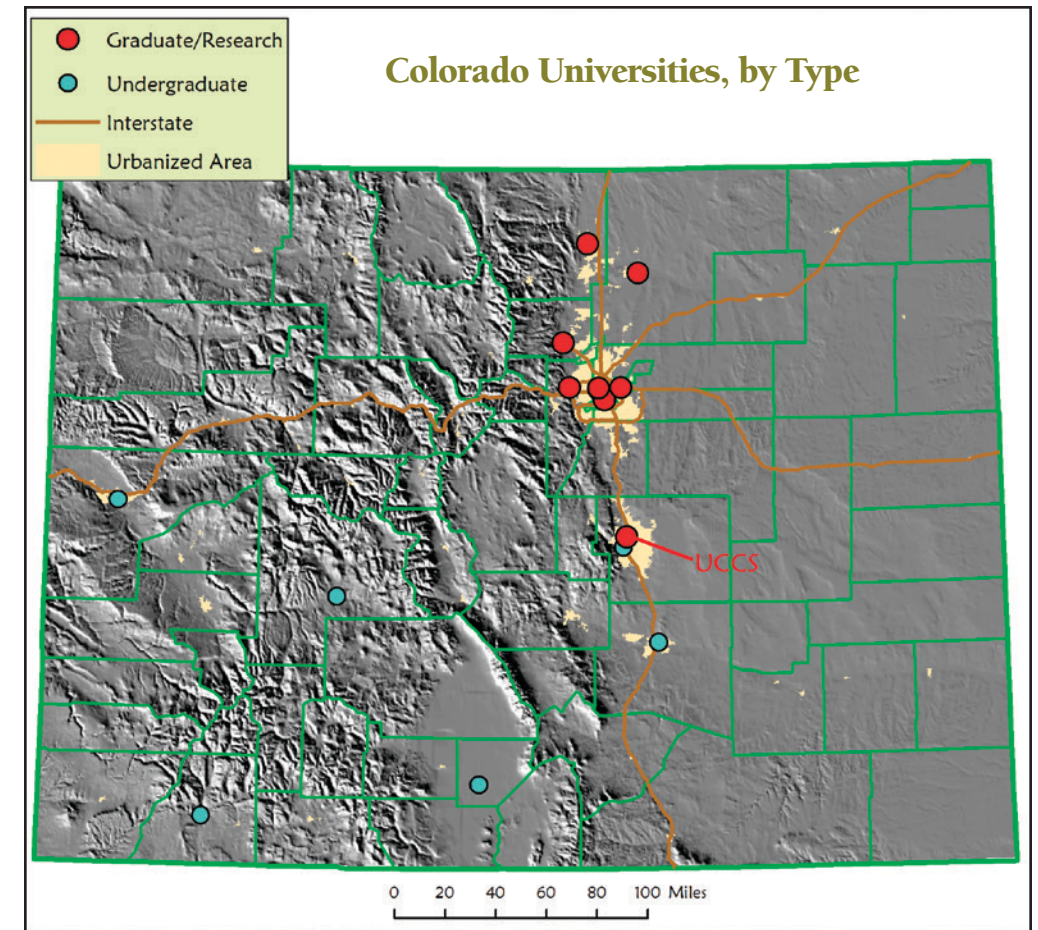 Graduate/Research
Undergraduate
Interstate
Urbanized Area
Colorado Universities, by Type
UCCS
0 20 40 60 80 100 Miles